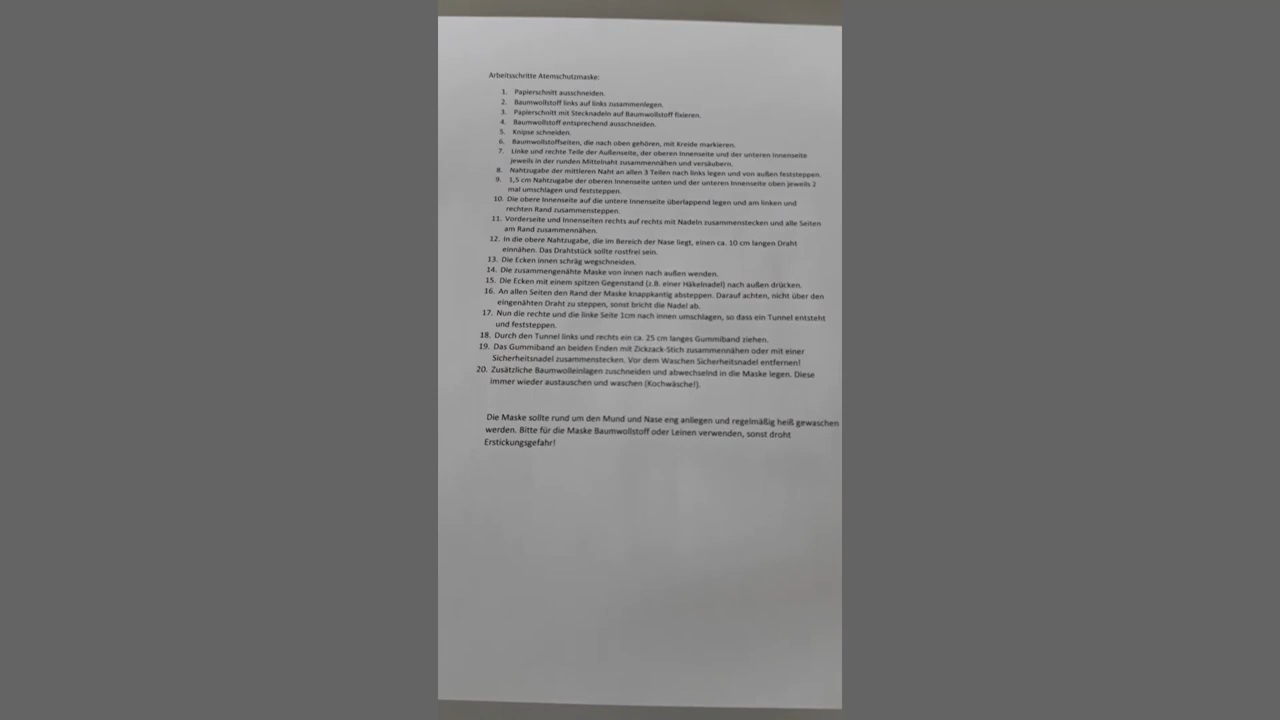 Arbeitsschritte Atemschutzmaske:
1. Papierschnitt ausschneiden.
2. Baumwollstoff links auf links zusammenlegen.
3. Papierschnitt mit Stecknadeln auf Baumwollstoff fixieren.
4. Baumwollstoff entsprechend ausschneiden.
5. Knipse schneiden.
6. Baumwollstoffseiten, die nach oben gehören, mit Kreide markieren.
7. Linke und rechte Teile der Außenseite, der oberen Innenseite und der unteren Innenseite
jeweils in der runden Mittelnaht zusammennähen und versäubern.
8. Nahtzugabe der mittleren Naht an allen 3 Teilen nach links legen und von außen feststeppen.
9. 1,5 cm Nahtzugabe der oberen Innenseite unten und der unteren Innenseite oben jeweils 2
mal umschlagen und feststeppen.
10. Die obere Innenseite auf die untere Innenseite überlappend legen und am linken und
rechten Rand zusammensteppen.
11. Vorderseite und Innenseiten rechts auf rechts mit Nadeln zusammenstecken und alle Seiten
am Rand zusammennähen.
12. In die obere Nahtzugabe, die im Bereich der Nase liegt, einen ca. 10 cm langen Draht
einnähen. Das Drahtstück sollte rostfrei sein.
13. Die Ecken innen schräg wegschneiden.
14. Die zusammengenähte Maske von innen nach außen wenden.
15. Die Ecken mit einem spitzen Gegenstand (z.B. einer Häkelnadel) nach außen drücken.
16. An allen Seiten den Rand der Maske knappkantig absteppen. Darauf achten, nicht über den
eingenähten Draht zu steppen, sonst bricht die Nadel ab.
17. Nun die rechte und die linke Seite 1cm nach innen umschlagen, so dass ein Tunnel entsteht
und feststeppen.
18. Durch den Tunnel links und rechts ein ca. 25 cm langes Gummiband ziehen.
19. Das Gummiband an beiden Enden mit Zickzack-Stich zusammennähen oder mit einer
Sicherheitsnadel zusammenstecken. Vor dem Waschen Sicherheitsnadel entfernen!
20. Zusätzliche Baumwolleinlagen zuschneiden und abwechselnd in die Maske legen. Diese
immer wieder austauschen und waschen (Kochwäsche!).
Die Maske sollte rund um den Mund und Nase eng anliegen und regelmäßig heiß gewaschen
werden. Bitte für die Maske Baumwollstoff oder Leinen verwenden, sonst droht
Erstickungsgefahr!